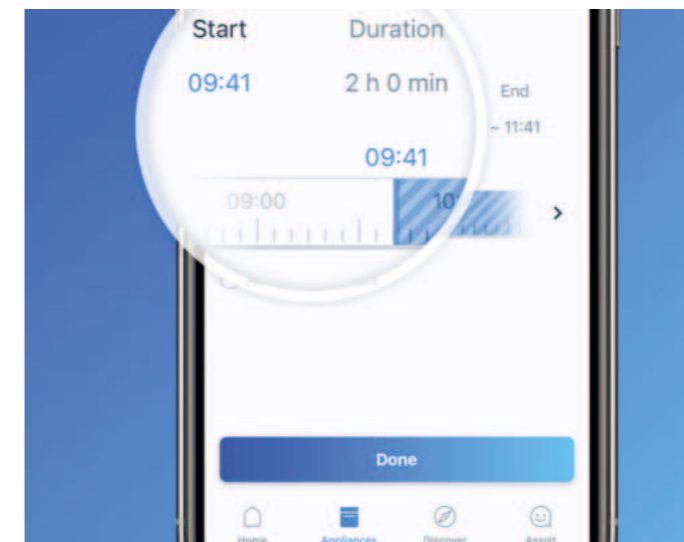 Start Duration
09:41 2 h 0 min
End
~ 11:41
09:41
09:00
Done
Home Appliances Discover Assist